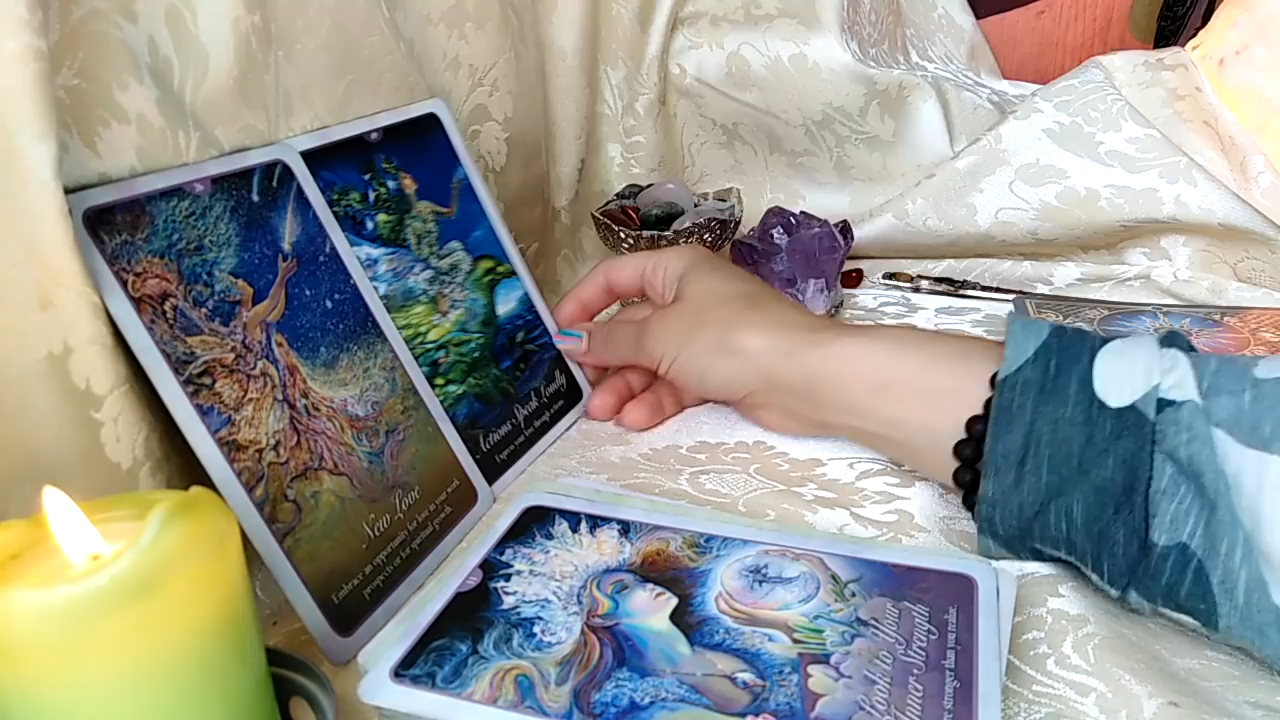 New Love
Embrace an opportunity for love in your work
prospects or for spiritual growth.
Actions Speak Loudly
Express your love through action.
Look to Your
Inner Strength
are stronger than you realize.